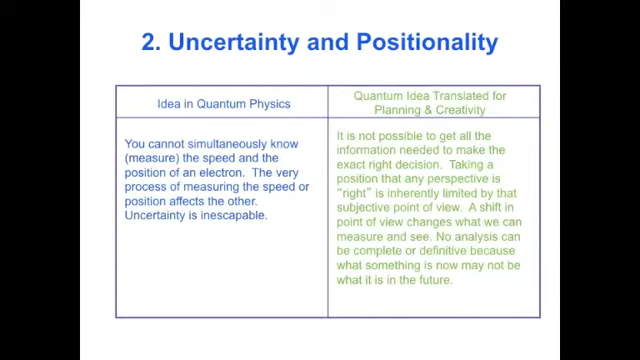 2. Uncertainty and Positionality
Idea in Quantum Physics
You cannot simultaneously know
(measure) the speed and the
position of an electron. The very
process of measuring the speed or
position affects the other.
Uncertainty is inescapable.
Quantum Idea Translated for
Planning & Creativity
It is not possible to get all the
information needed to make the
exact right decision. Taking a
position that any perspective is
“right” is inherently limited by that
subjective point of view. A shift in
point of view changes what we can
measure and see. No analysis can
be complete or definitive because
what something is now may not be
what it is in the future.